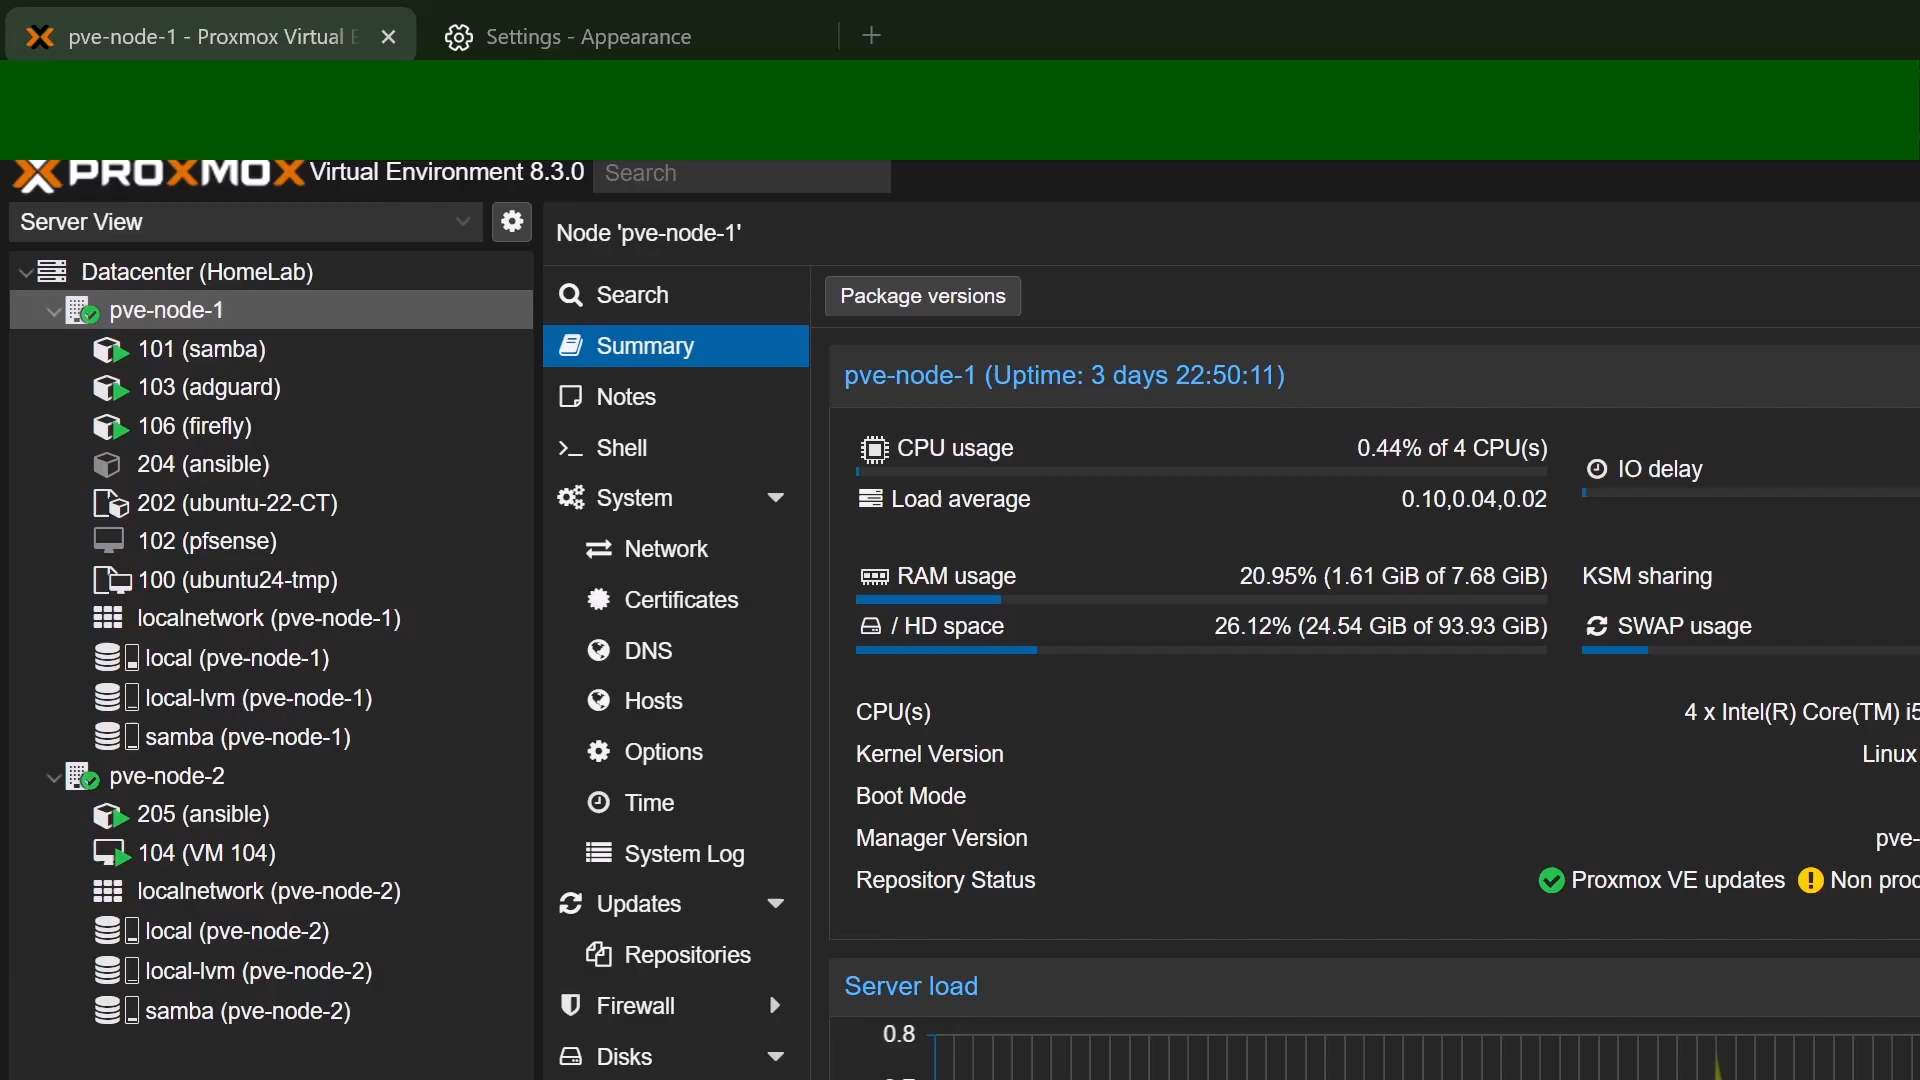 pve-node-1 - Proxmox Virtual E
Settings - Appearance
PROXMOX Virtual Environment 8.3.0
Search
Server View
Datacenter (HomeLab)
pve-node-1
101 (samba)
103 (adguard)
106 (firefly)
204 (ansible)
202 (ubuntu-22-CT)
102 (pfsense)
100 (ubuntu24-tmp)
localnetwork (pve-node-1)
local (pve-node-1)
local-lvm (pve-node-1)
samba (pve-node-1)
pve-node-2
205 (ansible)
104 (VM 104)
localnetwork (pve-node-2)
local (pve-node-2)
local-lvm (pve-node-2)
samba (pve-node-2)
Node 'pve-node-1'
Search
Summary
Notes
Shell
System
Network
Certificates
DNS
Hosts
Options
Time
System Log
Updates
Repositories
Firewall
Disks
Package versions
pve-node-1 (Uptime: 3 days 22:50:11)
CPU usage 0.44% of 4 CPU(s)
IO delay
Load average 0.10,0.04,0.02
RAM usage 20.95% (1.61 GiB of 7.68 GiB)
KSM sharing
/ HD space 26.12% (24.54 GiB of 93.93 GiB)
SWAP usage
CPU(s) 4 x Intel(R) Core(TM) i5
Kernel Version Linux
Boot Mode
Manager Version pve-
Repository Status Proxmox VE updates Non proc
Server load
0.8